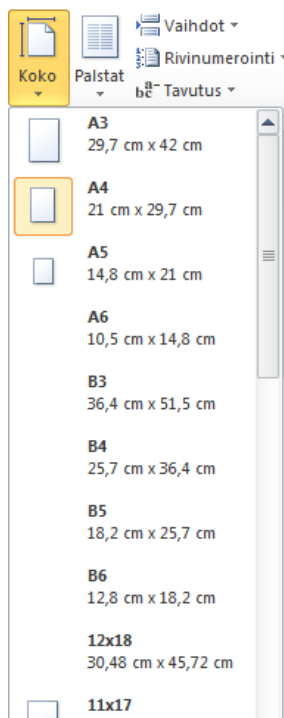 Koko
Palstat
Vaihdot
Rivinumerointi
bc a- Tavutus
A3
29,7 cm x 42 cm
A4
21 cm x 29,7 cm
A5
14,8 cm x 21 cm
A6
10,5 cm x 14,8 cm
B3
36,4 cm x 51,5 cm
B4
25,7 cm x 36,4 cm
B5
18,2 cm x 25,7 cm
B6
12,8 cm x 18,2 cm
12x18
30,48 cm x 45,72 cm
11x17